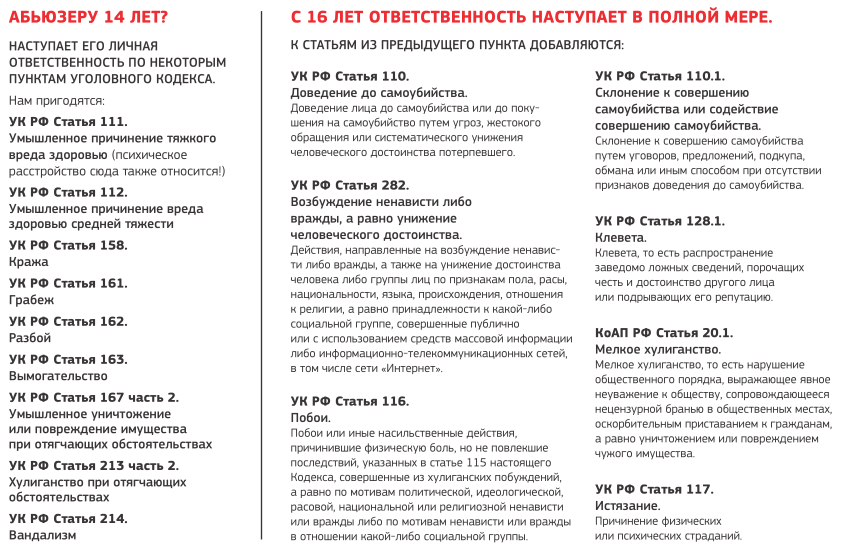 АБЬЮЗЕРУ 14 ЛЕТ?
НАСТУПАЕТ ЕГО ЛИЧНАЯ
ОТВЕТСТВЕННОСТЬ ПО НЕКОТОРЫМ
ПУНКТАМ УГОЛОВНОГО КОДЕКСА.
Нам пригодятся:
УК РФ Статья 111.
Умышленное причинение тяжкого
вреда здоровью (психическое
расстройство сюда также относится!)
УК РФ Статья 112.
Умышленное причинение вреда
здоровью средней тяжести
УК РФ Статья 158.
Кража
УК РФ Статья 161.
Грабеж
УК РФ Статья 162.
Разбой
УК РФ Статья 163.
Вымогательство
УК РФ Статья 167 часть 2.
Умышленное уничтожение
или повреждение имущества
при отягчающих обстоятельствах
УК РФ Статья 213 часть 2.
Хулиганство при отягчающих
обстоятельствах
УК РФ Статья 214.
Вандализм
С 16 ЛЕТ ОТВЕТСТВЕННОСТЬ НАСТУПАЕТ В ПОЛНОЙ МЕРЕ.
К СТАТЬЯМ ИЗ ПРЕДЫДУЩЕГО ПУНКТА ДОБАВЛЯЮТСЯ:
УК РФ Статья 110.
Доведение до самоубийства.
Доведение лица до самоубийства или до поку-
шения на самоубийство путем угроз, жестокого
обращения или систематического унижения
человеческого достоинства потерпевшего.
УК РФ Статья 282.
Возбуждение ненависти либо
вражды, а равно унижение
человеческого достоинства.
Действия, направленные на возбуждение ненавис-
ти либо вражды, а также на унижение достоинства
человека либо группы лиц по признакам пола, расы,
национальности, языка, происхождения, отношения
к религии, а равно принадлежности к какой-либо
социальной группе, совершенные публично
или с использованием средств массовой информации
либо информационно-телекоммуникационных сетей,
в том числе сети «Интернет».
УК РФ Статья 116.
Побои.
Побои или иные насильственные действия,
причинившие физическую боль, но не повлекшие
последствий, указанных в статье 115 настоящего
Кодекса, совершенные из хулиганских побуждений,
а равно по мотивам политической, идеологической,
расовой, национальной или религиозной ненависти
или вражды либо по мотивам ненависти или вражды
в отношении какой-либо социальной группы.
УК РФ Статья 110.1.
Склонение к совершению
самоубийства или содействие
совершению самоубийства.
Склонение к совершению самоубийства
путем уговоров, предложений, подкупа,
обмана или иным способом при отсутствии
признаков доведения до самоубийства.
УК РФ Статья 128.1.
Клевета.
Клевета, то есть распространение
заведомо ложных сведений, порочащих
честь и достоинство другого лица
или подрывающих его репутацию.
КоАП РФ Статья 20.1.
Мелкое хулиганство.
Мелкое хулиганство, то есть нарушение
общественного порядка, выражающее явное
неуважение к обществу, сопровождающееся
нецензурной бранью в общественных местах,
оскорбительным приставанием к гражданам,
а равно уничтожением или повреждением
чужого имущества.
УК РФ Статья 117.
Истязание.
Причинение физических
или психических страданий.